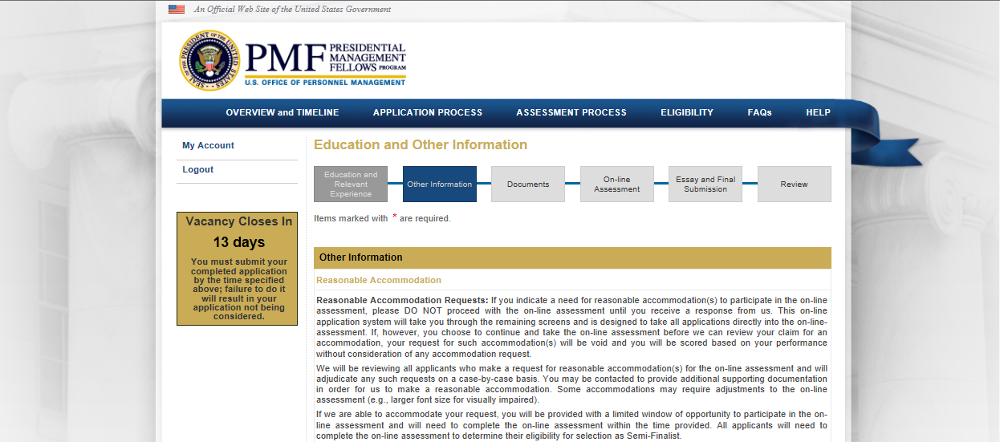 An Official Web Site of the United States Government
SEAL OF THE PRESIDENT OF THE UNITED STATES
PMF PRESIDENTIAL
MANAGEMENT
FELLOWS PROGRAM
U.S. OFFICE OF PERSONNEL MANAGEMENT
OVERVIEW and TIMELINE APPLICATION PROCESS ASSESSMENT PROCESS ELIGIBILITY FAQs HELP
My Account
Logout
Vacancy Closes In
13 days
You must submit your
completed application
by the time specified
above; failure to do it
will result in your
application not being
considered.
Education and Other Information
Education and
Relevant
Experience
Other Information
Documents
On-line
Assessment
Essay and Final
Submission
Review
Items marked with * are required.
Other Information
Reasonable Accommodation
Reasonable Accommodation Requests: If you indicate a need for reasonable accommodation(s) to participate in the on-line
assessment, please DO NOT proceed with the on-line assessment until you receive a response from us. This on-line
application system will take you through the remaining screens and is designed to take all applications directly into the on-line-
assessment. If, however, you choose to continue and take the on-line assessment before we can review your claim for an
accommodation, your request for such accommodation(s) will be void and you will be scored based on your performance
without consideration of any accommodation request.
We will be reviewing all applicants who make a request for reasonable accommodation(s) for the on-line assessment and will
adjudicate any such requests on a case-by-case basis. You may be contacted to provide additional supporting documentation
in order for us to make a reasonable accommodation. Some accommodations may require adjustments to the on-line
assessment (e.g., larger font size for visually impaired).
If we are able to accommodate your request, you will be provided with a limited window of opportunity to participate in the on-
line assessment and will need to complete the on-line assessment within the time provided. All applicants will need to
complete the on-line assessment to determine their eligibility for selection as Semi-Finalist.